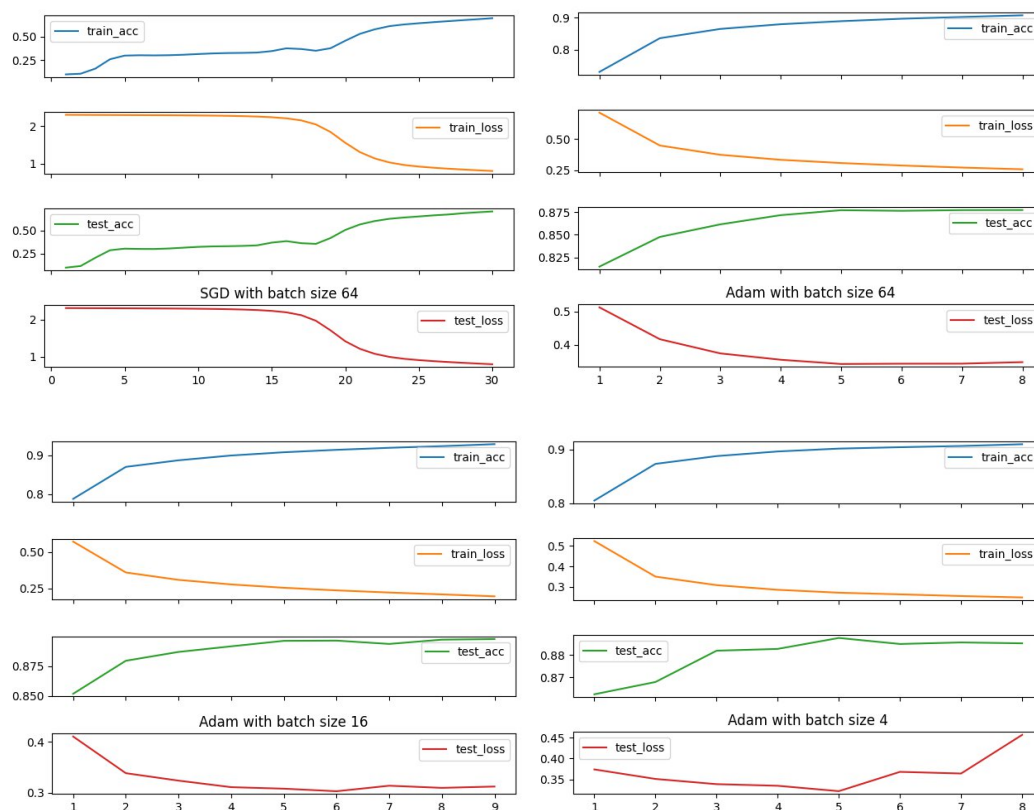 0.50
0.25
train_acc
2
1
train_loss
0.50
0.25
test_acc
SGD with batch size 64
2
1
test_loss
0 5 10 15 20 25 30
0.9
0.8
train_acc
0.50
0.25
train_loss
0.875
0.850
0.825
test_acc
Adam with batch size 64
0.5
0.4
test_loss
1 2 3 4 5 6 7 8
0.9
0.8
train_acc
0.50
0.25
train_loss
0.875
0.850
test_acc
Adam with batch size 16
0.4
0.3
test_loss
1 2 3 4 5 6 7 8 9
0.9
0.8
train_acc
0.5
0.4
0.3
train_loss
0.88
0.87
test_acc
Adam with batch size 4
0.45
0.40
0.35
test_loss
1 2 3 4 5 6 7 8